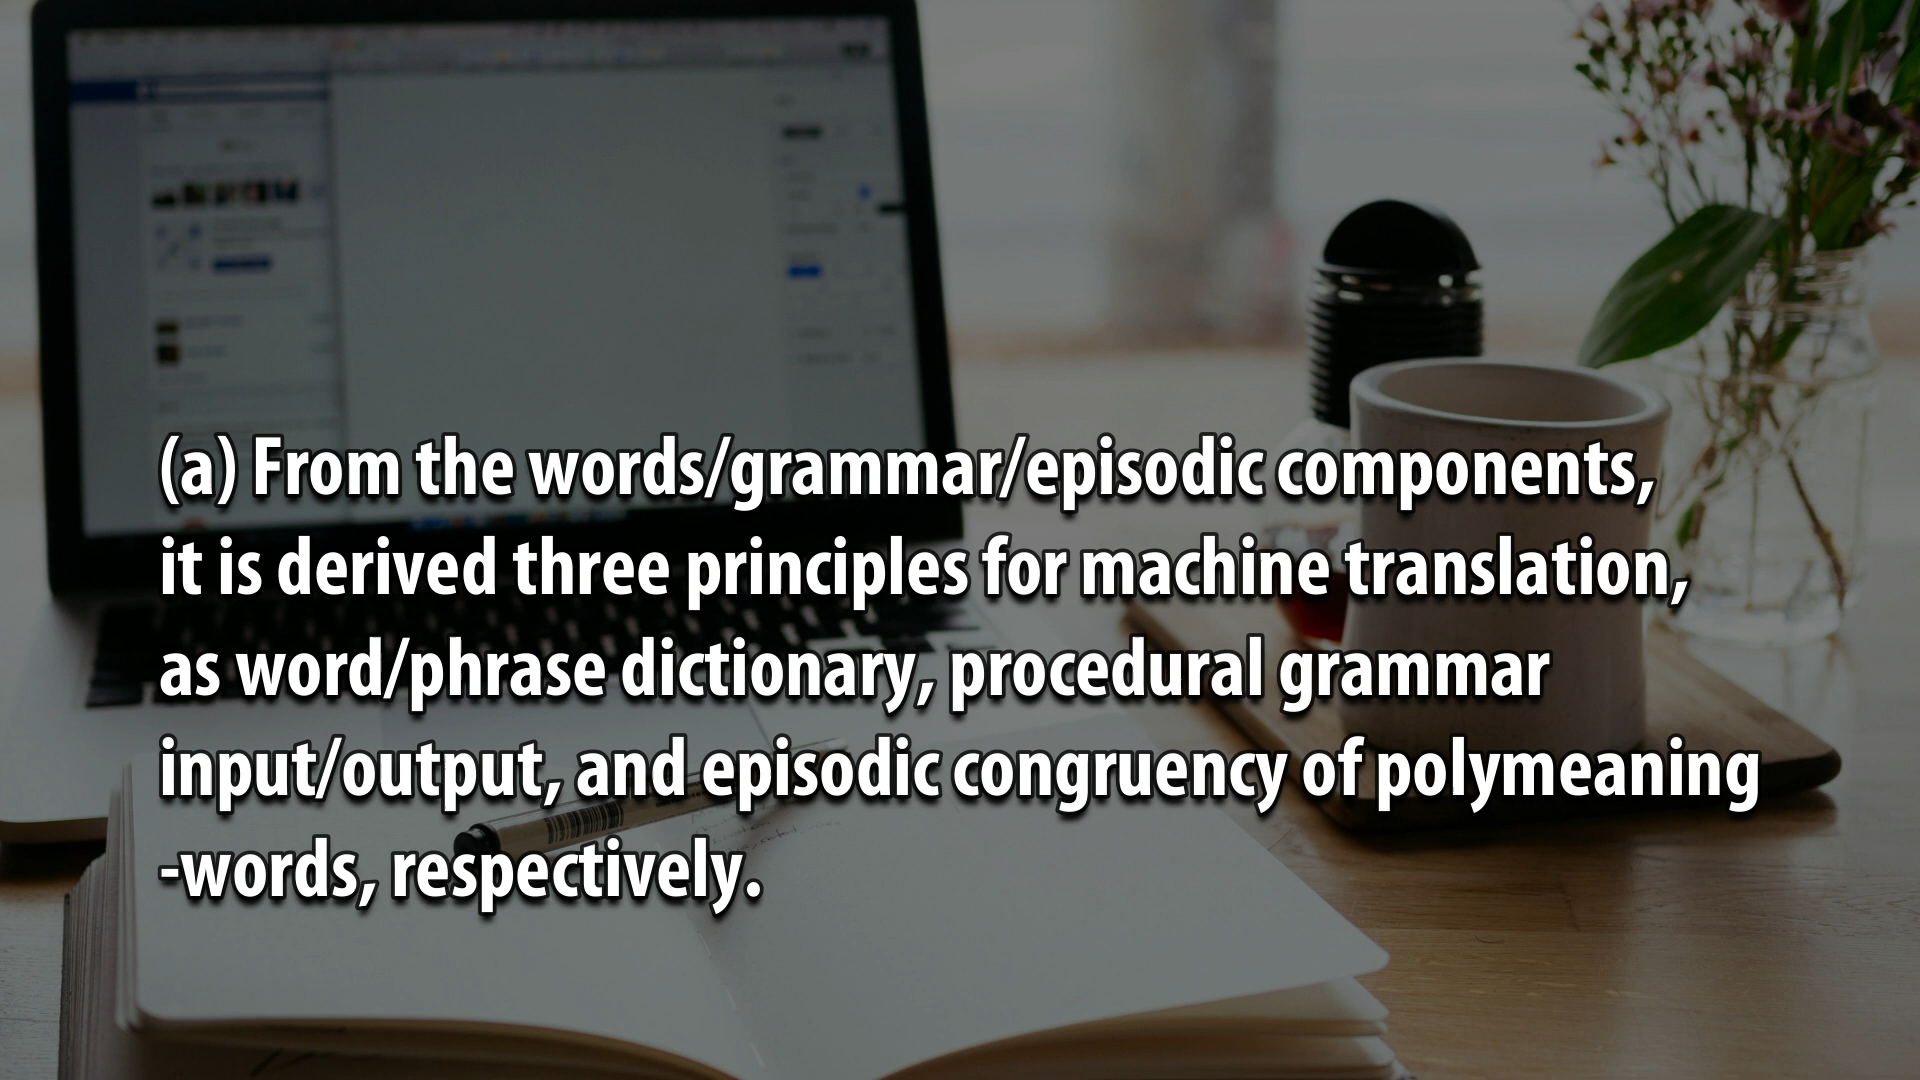 (a) From the words/grammar/episodic components,
it is derived three principles for machine translation,
as word/phrase dictionary, procedural grammar
input/output, and episodic congruency of polymeaning
-words, respectively.